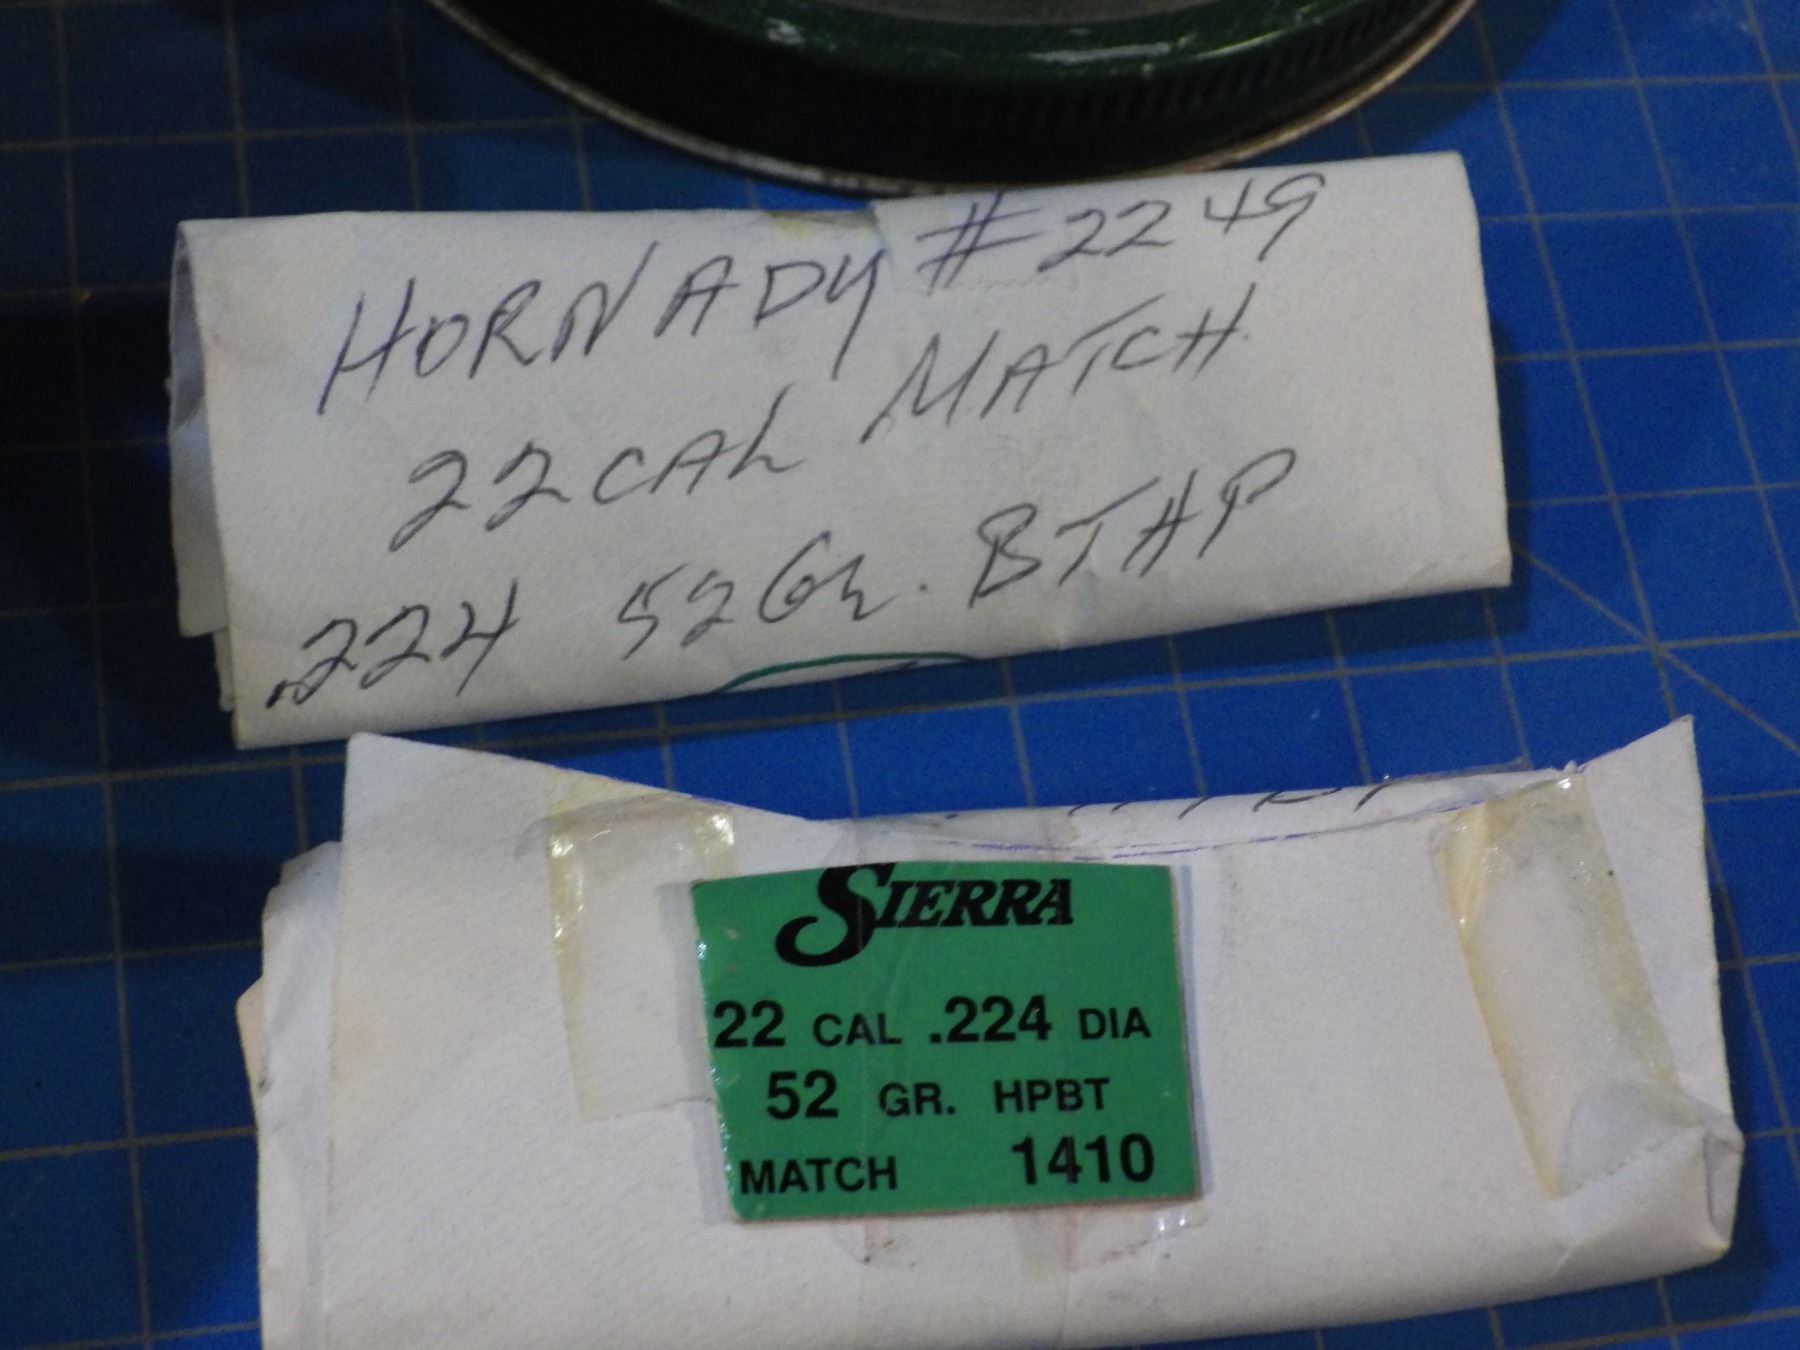 HORNADY #2249
22 CAL MATCH
.224 52 Gr. BTHP
SIERRA
22 CAL .224 DIA
52 GR. HPBT
MATCH 1410